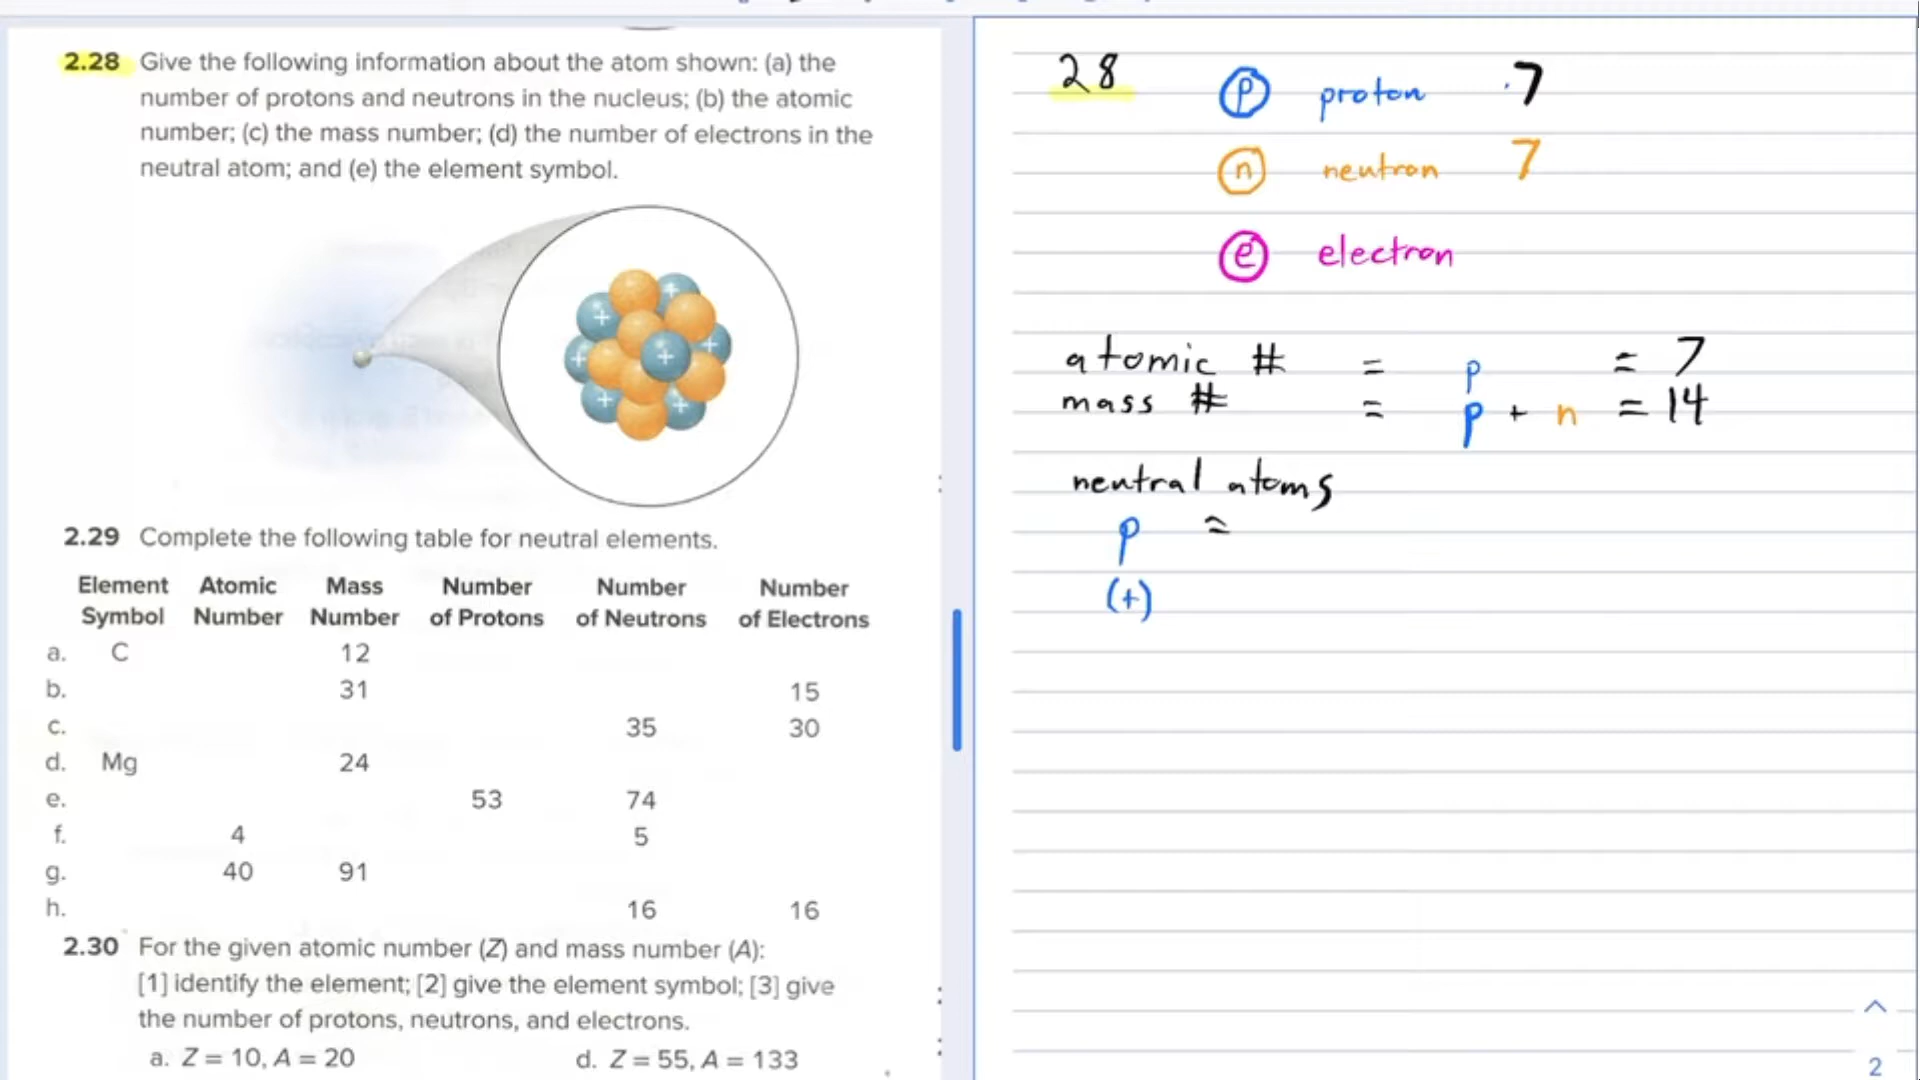 2.28 Give the following information about the atom shown: (a) the
number of protons and neutrons in the nucleus; (b) the atomic
number; (c) the mass number; (d) the number of electrons in the
neutral atom; and (e) the element symbol.
+ + + + + + +
2.29 Complete the following table for neutral elements.
Element Symbol Atomic Number Mass Number Number of Protons Number of Neutrons Number of Electrons
a. C 12
b. 31 15
c. 35 30
d. Mg 24
e. 53 74
f. 4 5
g. 40 91
h. 16 16
2.30 For the given atomic number (Z) and mass number (A):
[1] identify the element; [2] give the element symbol; [3] give
the number of protons, neutrons, and electrons.
a. Z = 10, A = 20 d. Z = 55, A = 133
28 p proton 7
n neutron 7
e electron
atomic # = p = 7
mass # = p + n = 14
neutral atoms
p =
(+)
2